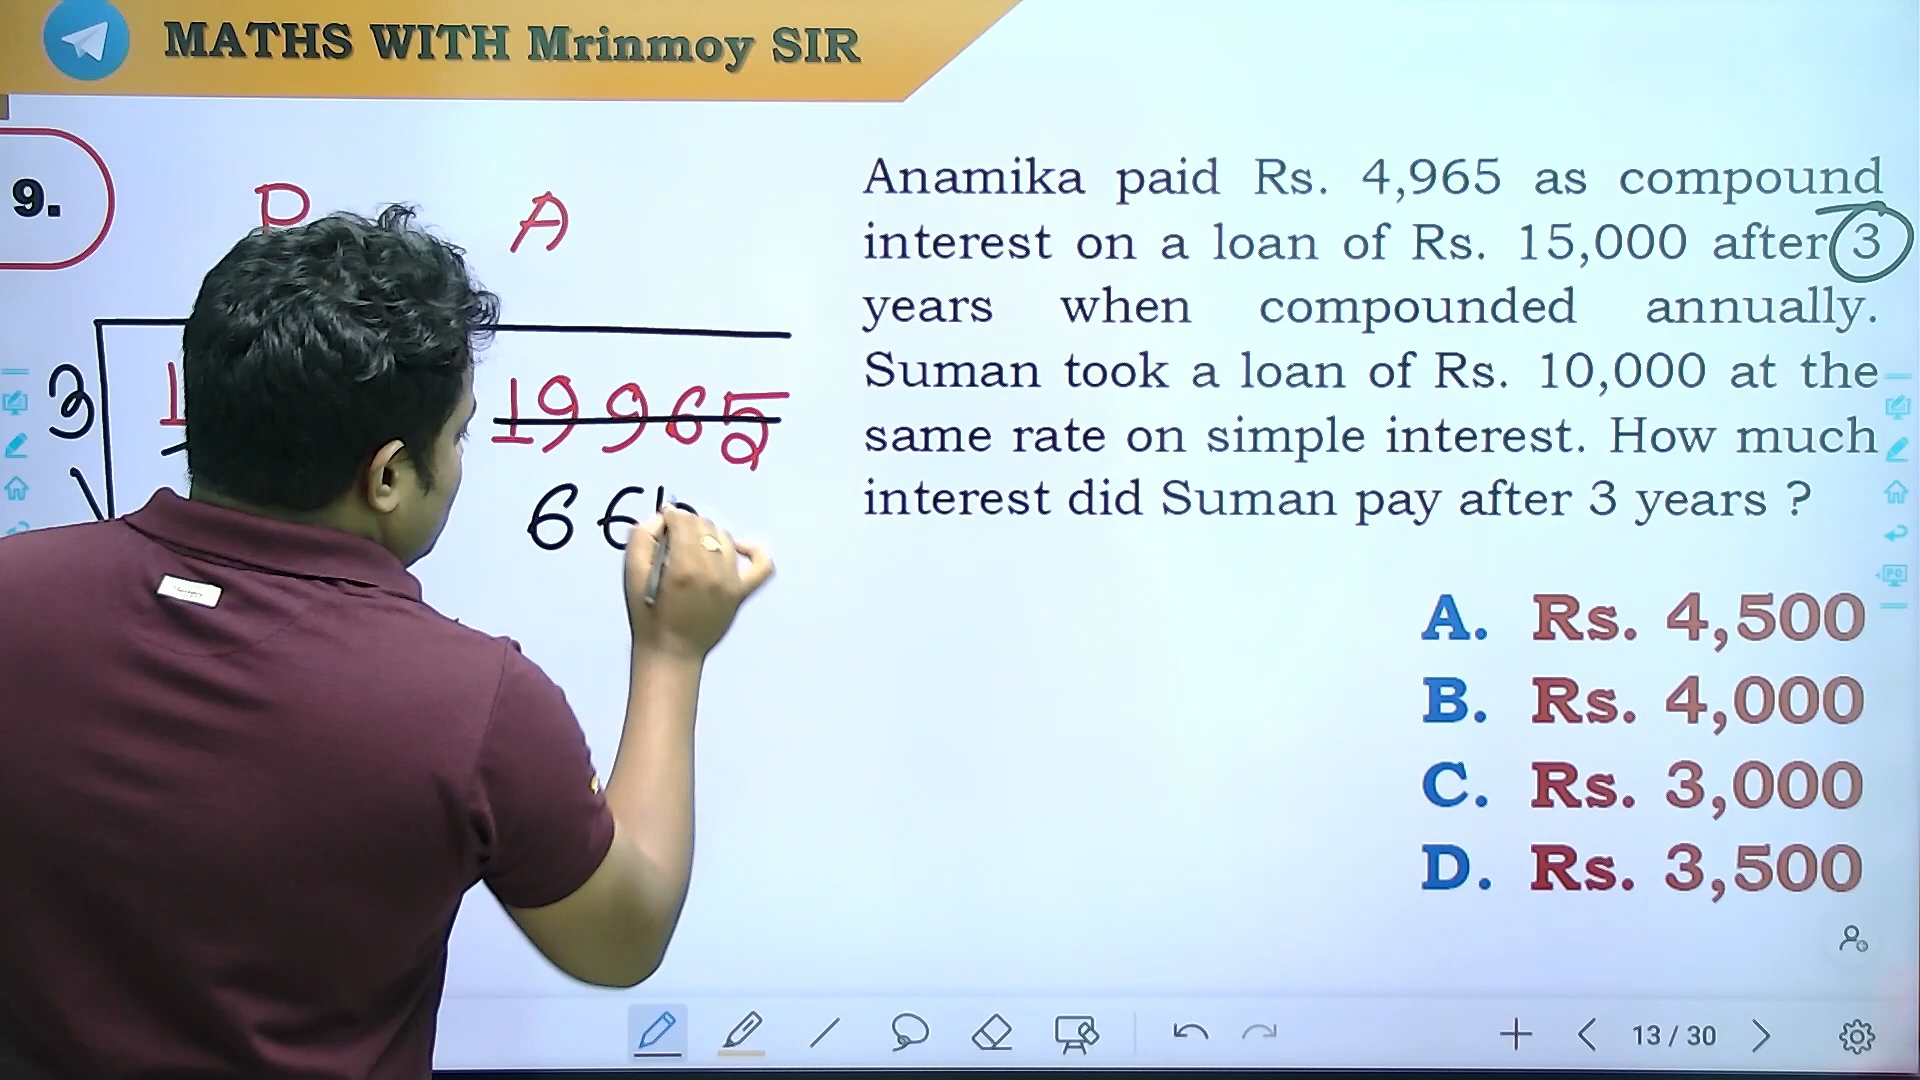 MATHS WITH Mrinmoy SIR
9.
P A
Anamika paid Rs. 4,965 as compound
interest on a loan of Rs. 15,000 after 3
years when compounded annually.
Suman took a loan of Rs. 10,000 at the
same rate on simple interest. How much
interest did Suman pay after 3 years ?
3 1 19965
66
A. Rs. 4,500
B. Rs. 4,000
C. Rs. 3,000
D. Rs. 3,500
13 / 30